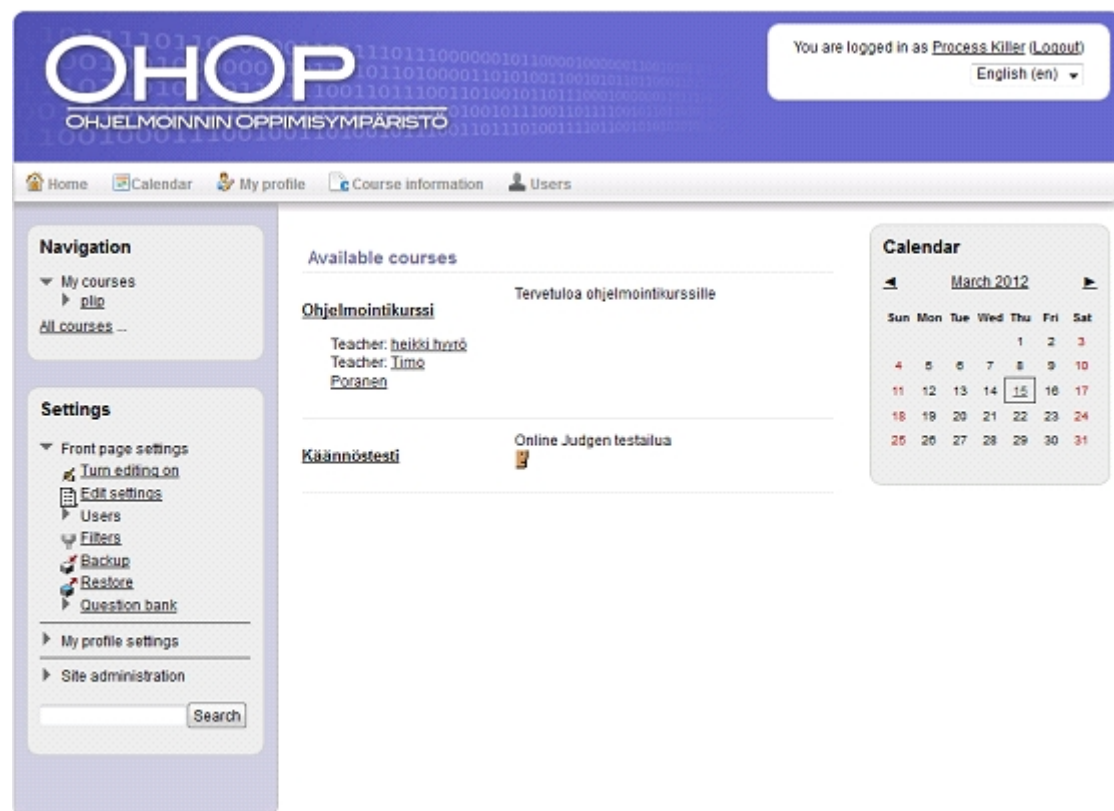 OHOP
OHJELMOINNIN OPPIMISYMPÄRISTÖ
You are logged in as Process Killer (Logout)
English (en)
Home Calendar My profile Course information Users
Navigation
My courses
plip
All courses ...
Settings
Front page settings
Turn editing on
Edit settings
Users
Filters
Backup
Restore
Question bank
My profile settings
Site administration
Search
Available courses
Ohjelmointikurssi
Tervetuloa ohjelmointikurssille
Teacher: heikki hyyrö
Teacher: Timo
Poranen
Käännöstesti
Online Judgen testailua
Calendar
◄ March 2012 ►
Sun Mon Tue Wed Thu Fri Sat
1 2 3
4 5 6 7 8 9 10
11 12 13 14 15 16 17
18 19 20 21 22 23 24
25 26 27 28 29 30 31